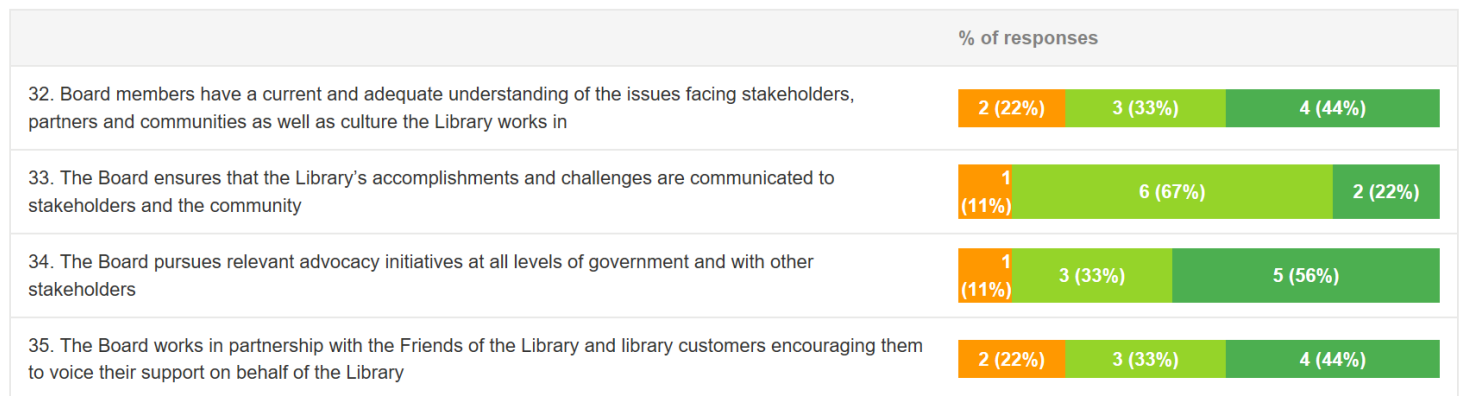 % of responses
32. Board members have a current and adequate understanding of the issues facing stakeholders,
partners and communities as well as culture the Library works in
2 (22%) 3 (33%) 4 (44%)
33. The Board ensures that the Library’s accomplishments and challenges are communicated to
stakeholders and the community
1
(11%) 6 (67%) 2 (22%)
34. The Board pursues relevant advocacy initiatives at all levels of government and with other
stakeholders
1
(11%) 3 (33%) 5 (56%)
35. The Board works in partnership with the Friends of the Library and library customers encouraging them
to voice their support on behalf of the Library
2 (22%) 3 (33%) 4 (44%)